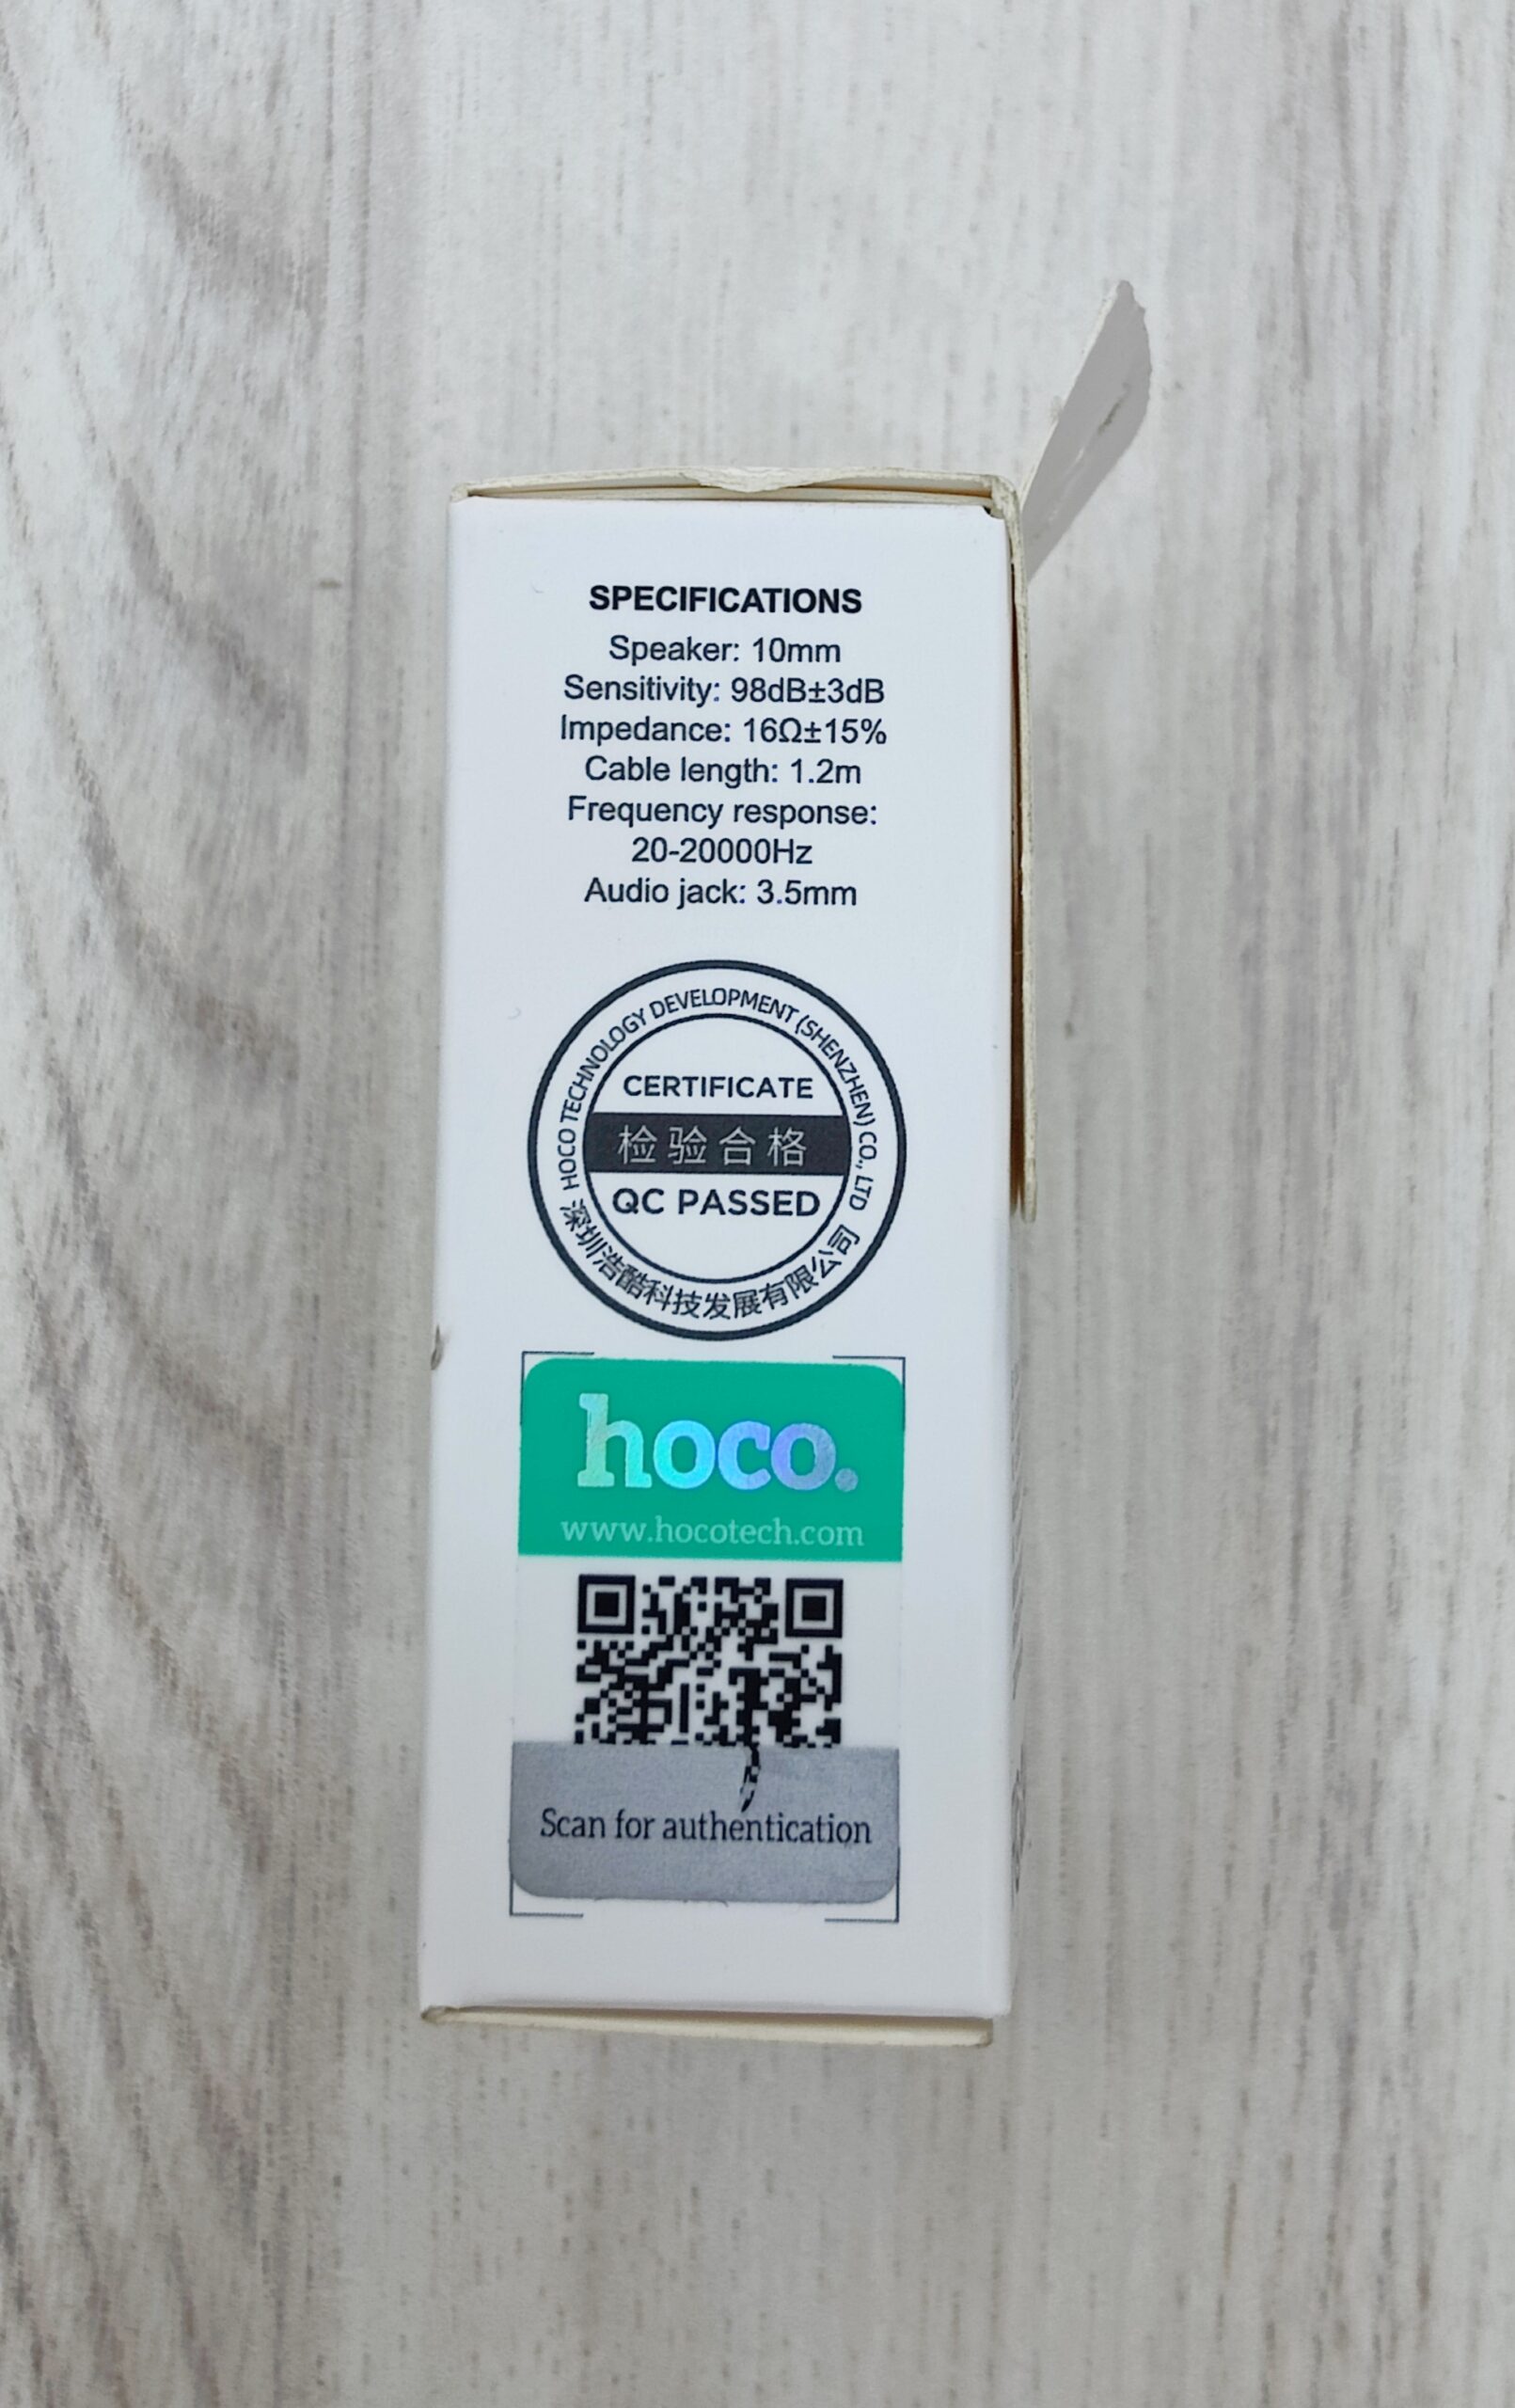 SPECIFICATIONS
Speaker: 10mm
Sensitivity: 98dB±3dB
Impedance: 16Ω±15%
Cable length: 1.2m
Frequency response:
20-20000Hz
Audio jack: 3.5mm
HOCO TECHNOLOGY DEVELOPMENT (SHENZHEN) CO., LTD
CERTIFICATE
检验合格
QC PASSED
深圳浩酷科技发展有限公司
hoco.
www.hocotech.com
Scan for authentication